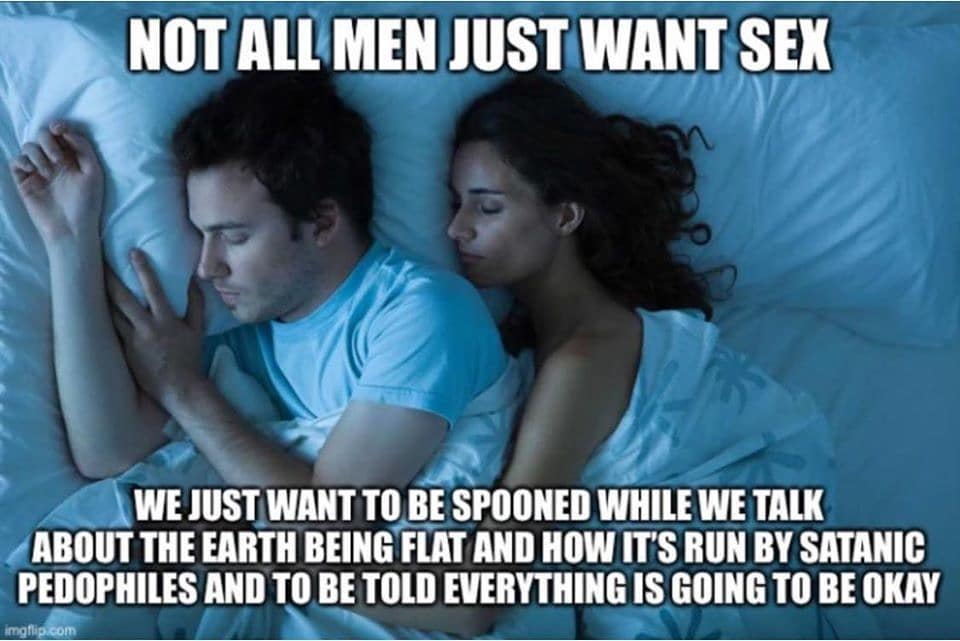 NOT ALL MEN JUST WANT SEX
WE JUST WANT TO BE SPOONED WHILE WE TALK
ABOUT THE EARTH BEING FLAT AND HOW IT'S RUN BY SATANIC
PEDOPHILES AND TO BE TOLD EVERYTHING IS GOING TO BE OKAY
imgflip.com